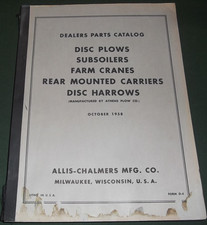 DEALERS PARTS CATALOG
DISC PLOWS
SUBSOILERS
FARM CRANES
REAR MOUNTED CARRIERS
DISC HARROWS
(MANUFACTURED BY ATHENS PLOW CO.)
OCTOBER 1958
ALLIS-CHALMERS MFG. CO.
MILWAUKEE, WISCONSIN, U. S. A.